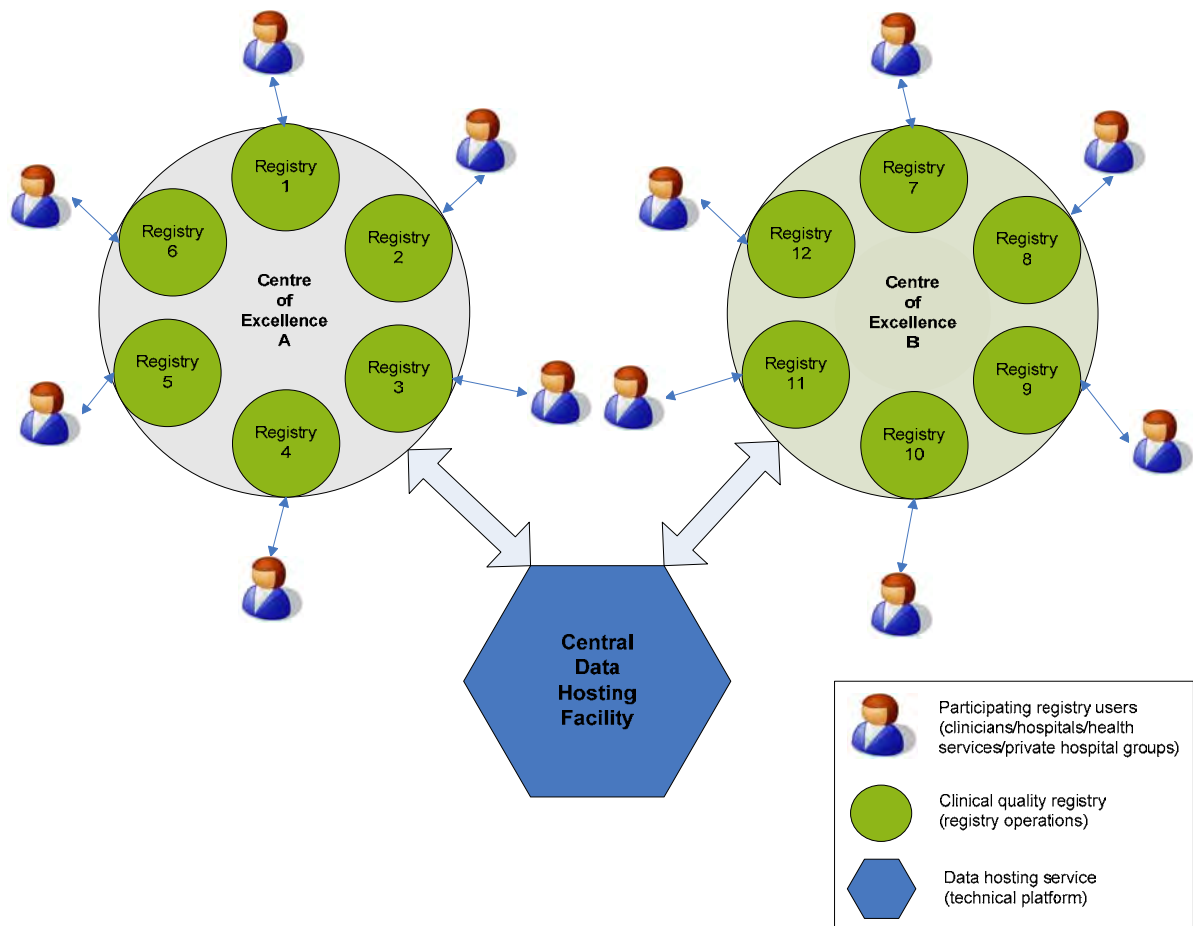 Registry
1
Registry
2
Registry
3
Registry
4
Registry
5
Registry
6
Centre
of
Excellence
A
Registry
7
Registry
8
Registry
9
Registry
10
Registry
11
Registry
12
Centre
of
Excellence
B
Central
Data
Hosting
Facility
Participating registry users
(clinicians/hospitals/health
services/private hospital groups)
Clinical quality registry
(registry operations)
Data hosting service
(technical platform)